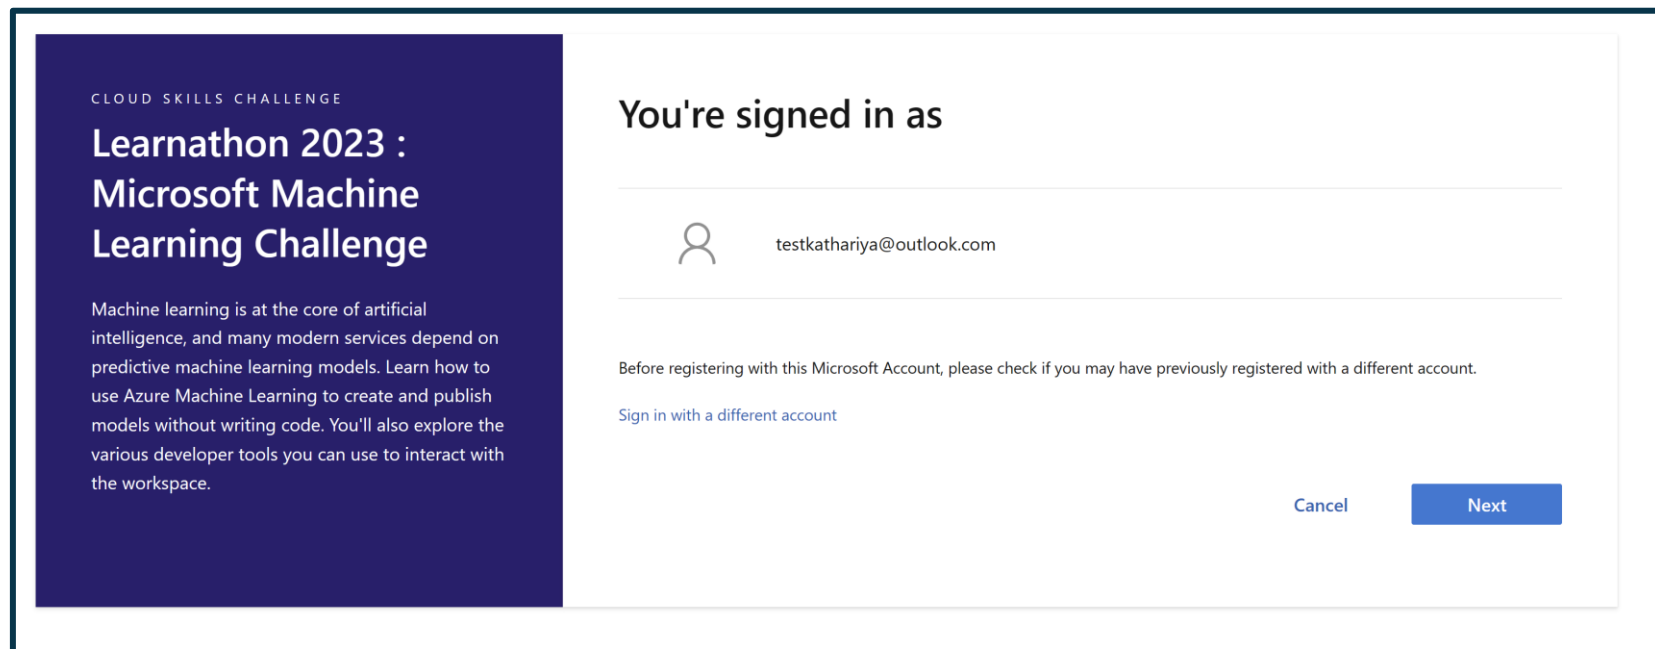 CLOUD SKILLS CHALLENGE
Learnathon 2023 :
Microsoft Machine
Learning Challenge
Machine learning is at the core of artificial
intelligence, and many modern services depend on
predictive machine learning models. Learn how to
use Azure Machine Learning to create and publish
models without writing code. You'll also explore the
various developer tools you can use to interact with
the workspace.
You're signed in as
testkathariya@outlook.com
Before registering with this Microsoft Account, please check if you may have previously registered with a different account.
Sign in with a different account
Cancel
Next